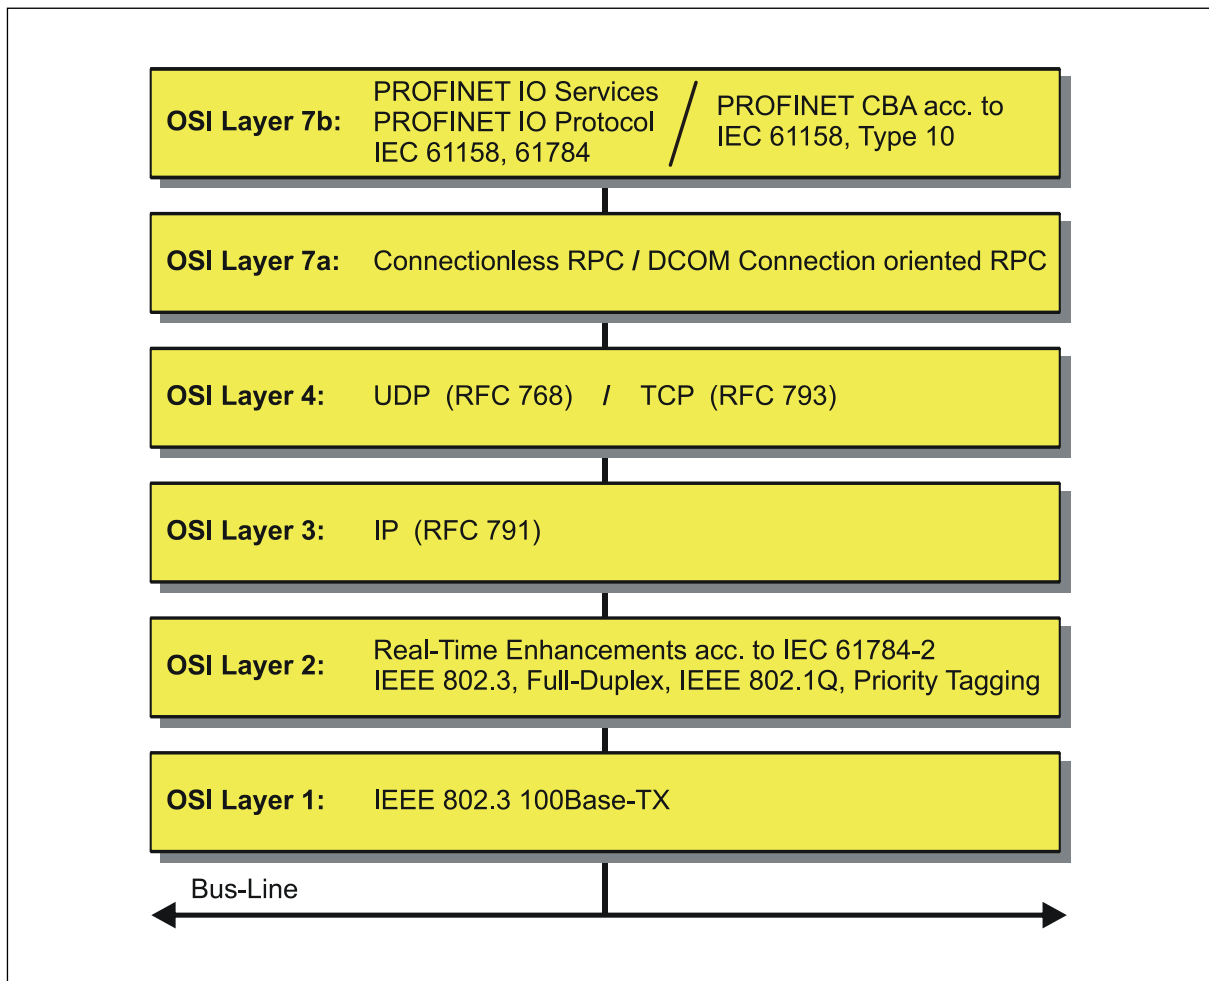 OSI Layer 7b:
PROFINET IO Services
PROFINET IO Protocol
IEC 61158, 61784
/
PROFINET CBA acc. to
IEC 61158, Type 10
OSI Layer 7a: Connectionless RPC / DCOM Connection oriented RPC
OSI Layer 4: UDP (RFC 768) / TCP (RFC 793)
OSI Layer 3: IP (RFC 791)
OSI Layer 2:
Real-Time Enhancements acc. to IEC 61784-2
IEEE 802.3, Full-Duplex, IEEE 802.1Q, Priority Tagging
OSI Layer 1: IEEE 802.3 100Base-TX
Bus-Line